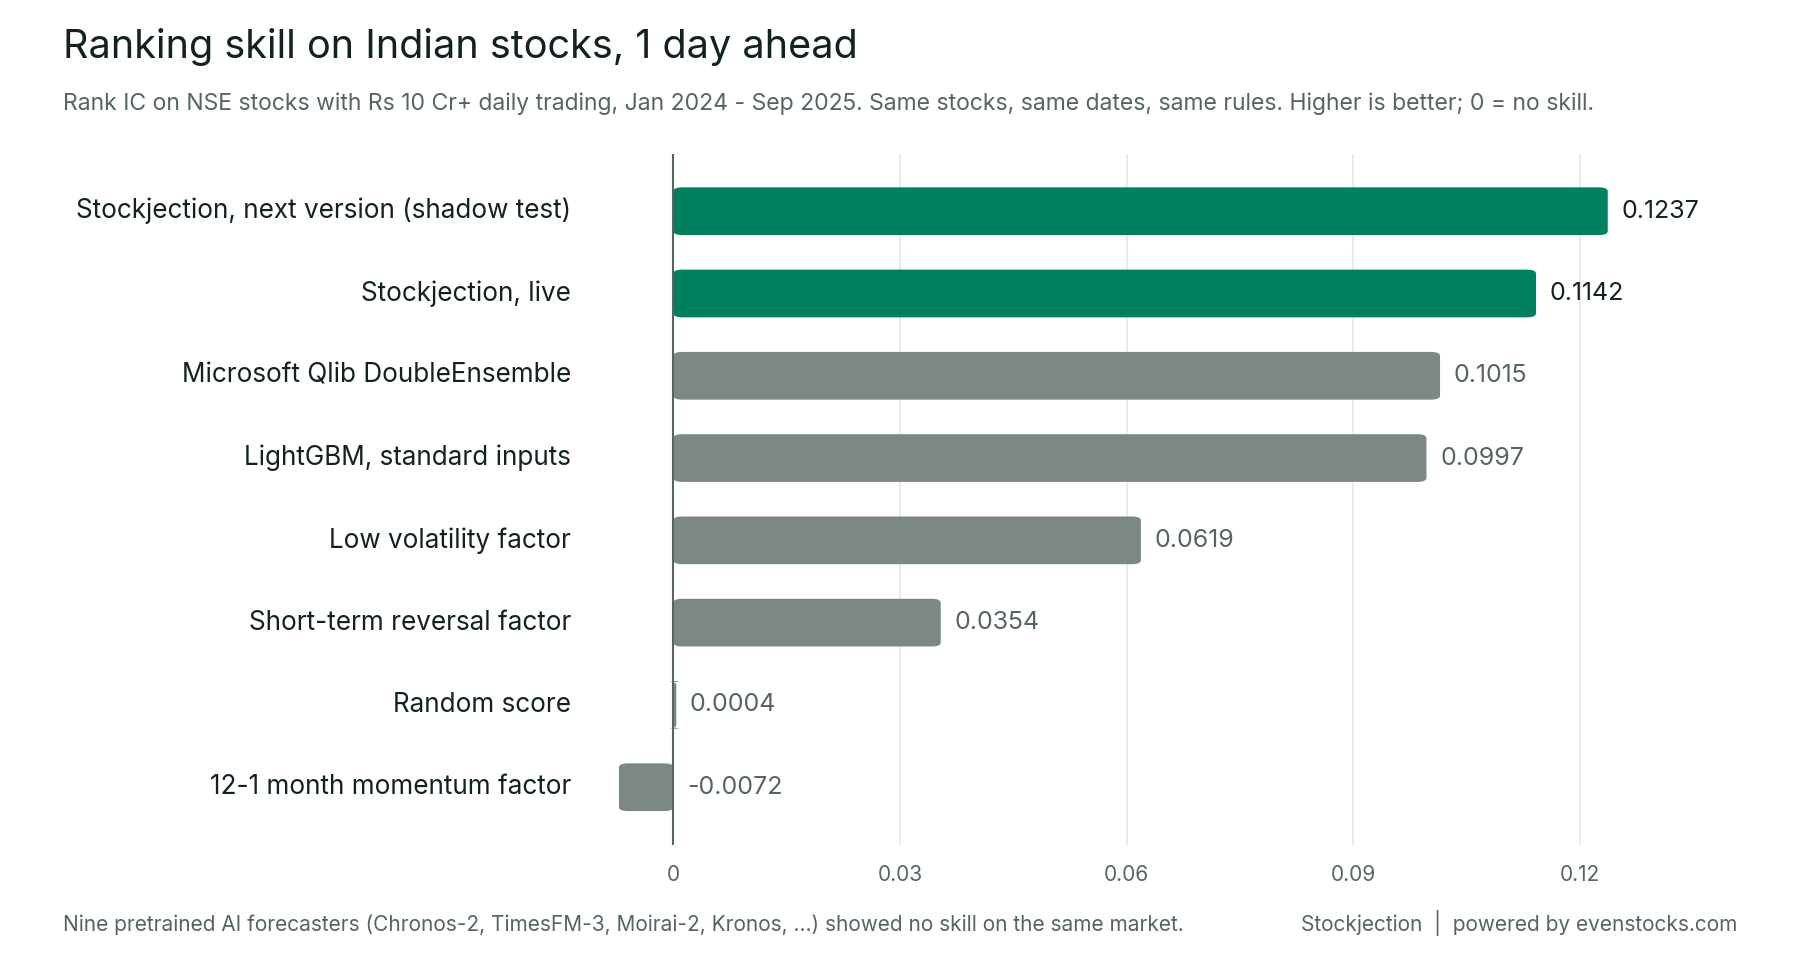 Ranking skill on Indian stocks, 1 day ahead
Rank IC on NSE stocks with Rs 10 Cr+ daily trading, Jan 2024 - Sep 2025. Same stocks, same dates, same rules. Higher is better; 0 = no skill.
Stockjection, next version (shadow test) 0.1237
Stockjection, live 0.1142
Microsoft Qlib DoubleEnsemble 0.1015
LightGBM, standard inputs 0.0997
Low volatility factor 0.0619
Short-term reversal factor 0.0354
Random score 0.0004
12-1 month momentum factor -0.0072
0 0.03 0.06 0.09 0.12
Nine pretrained AI forecasters (Chronos-2, TimesFM-3, Moirai-2, Kronos, ...) showed no skill on the same market. Stockjection | powered by evenstocks.com